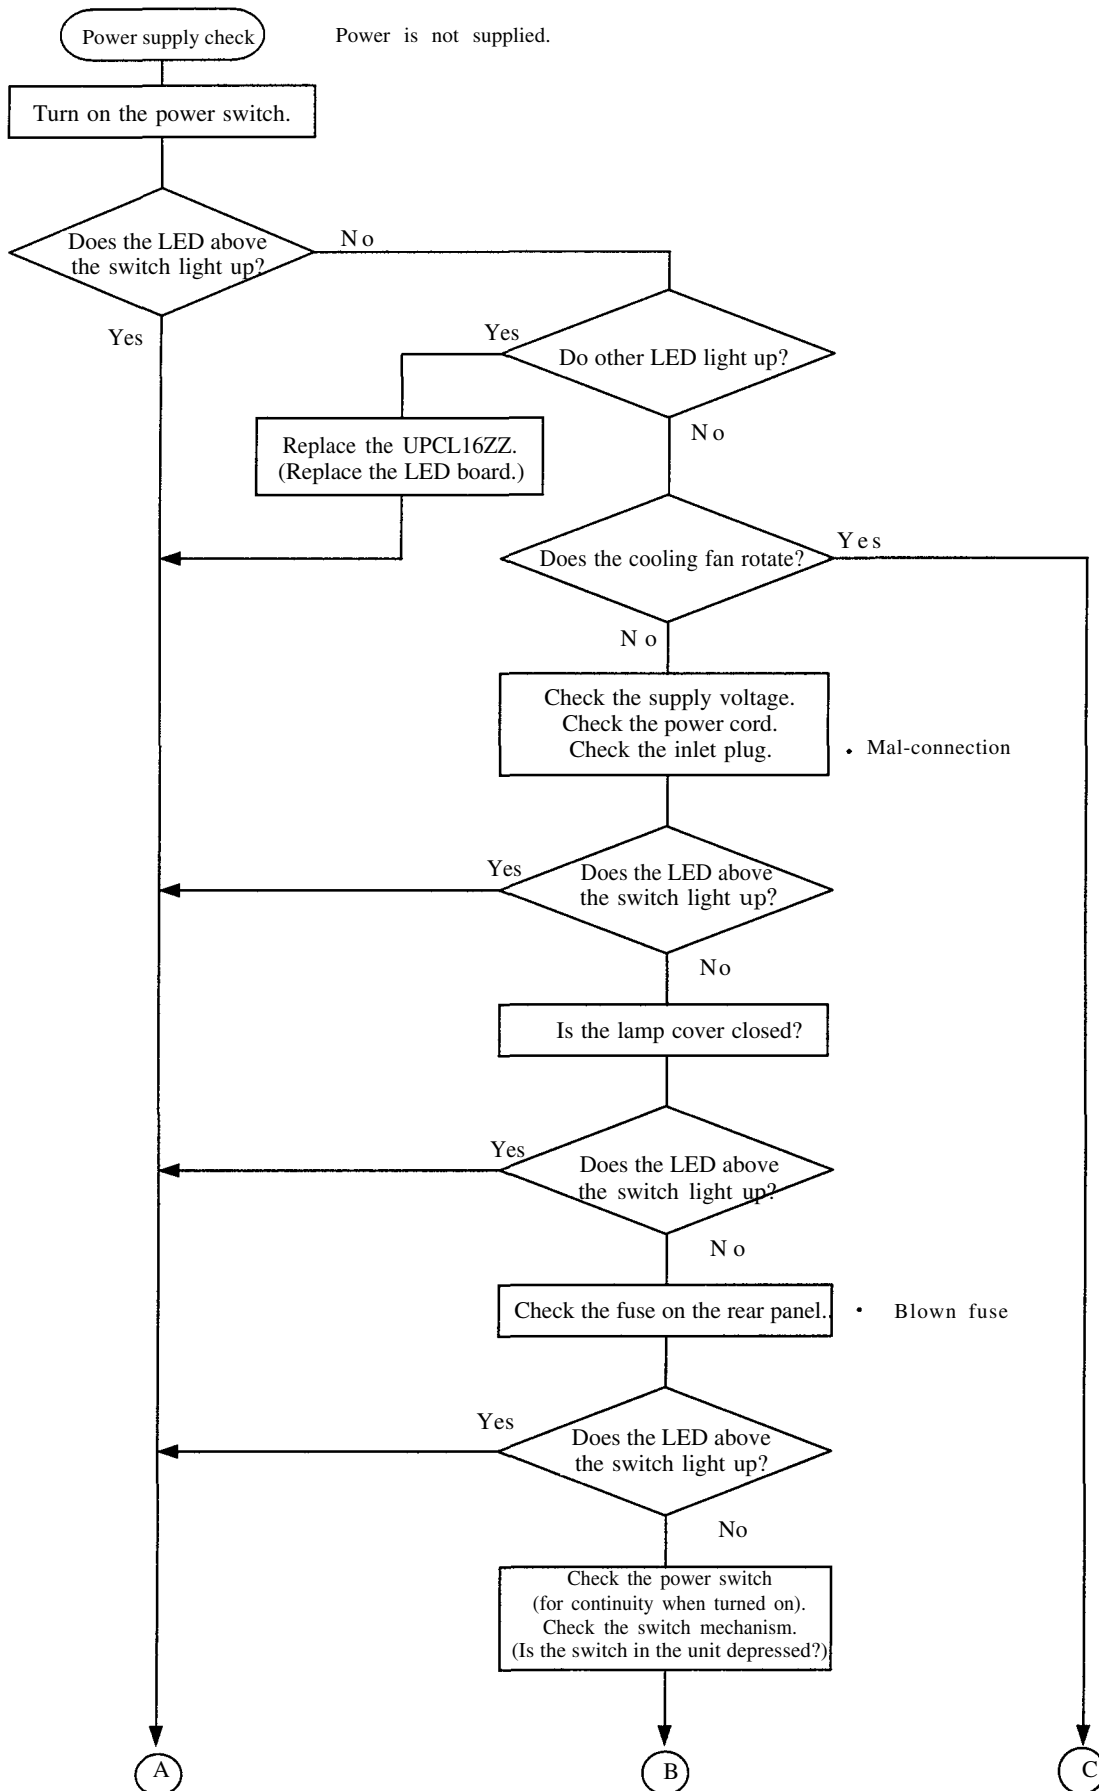 Power supply check
Power is not supplied.
Turn on the power switch.
Does the LED above
the switch light up?
No
Yes
Yes
Do other LED light up?
No
Replace the UPCL16ZZ.
(Replace the LED board.)
Does the cooling fan rotate?
Yes
No
Check the supply voltage.
Check the power cord.
Check the inlet plug.
. Mal-connection
Yes
Does the LED above
the switch light up?
No
Is the lamp cover closed?
Yes
Does the LED above
the switch light up?
No
Check the fuse on the rear panel..
· Blown fuse
Yes
Does the LED above
the switch light up?
No
Check the power switch
(for continuity when turned on).
Check the switch mechanism.
(Is the switch in the unit depressed?)
A
B
C